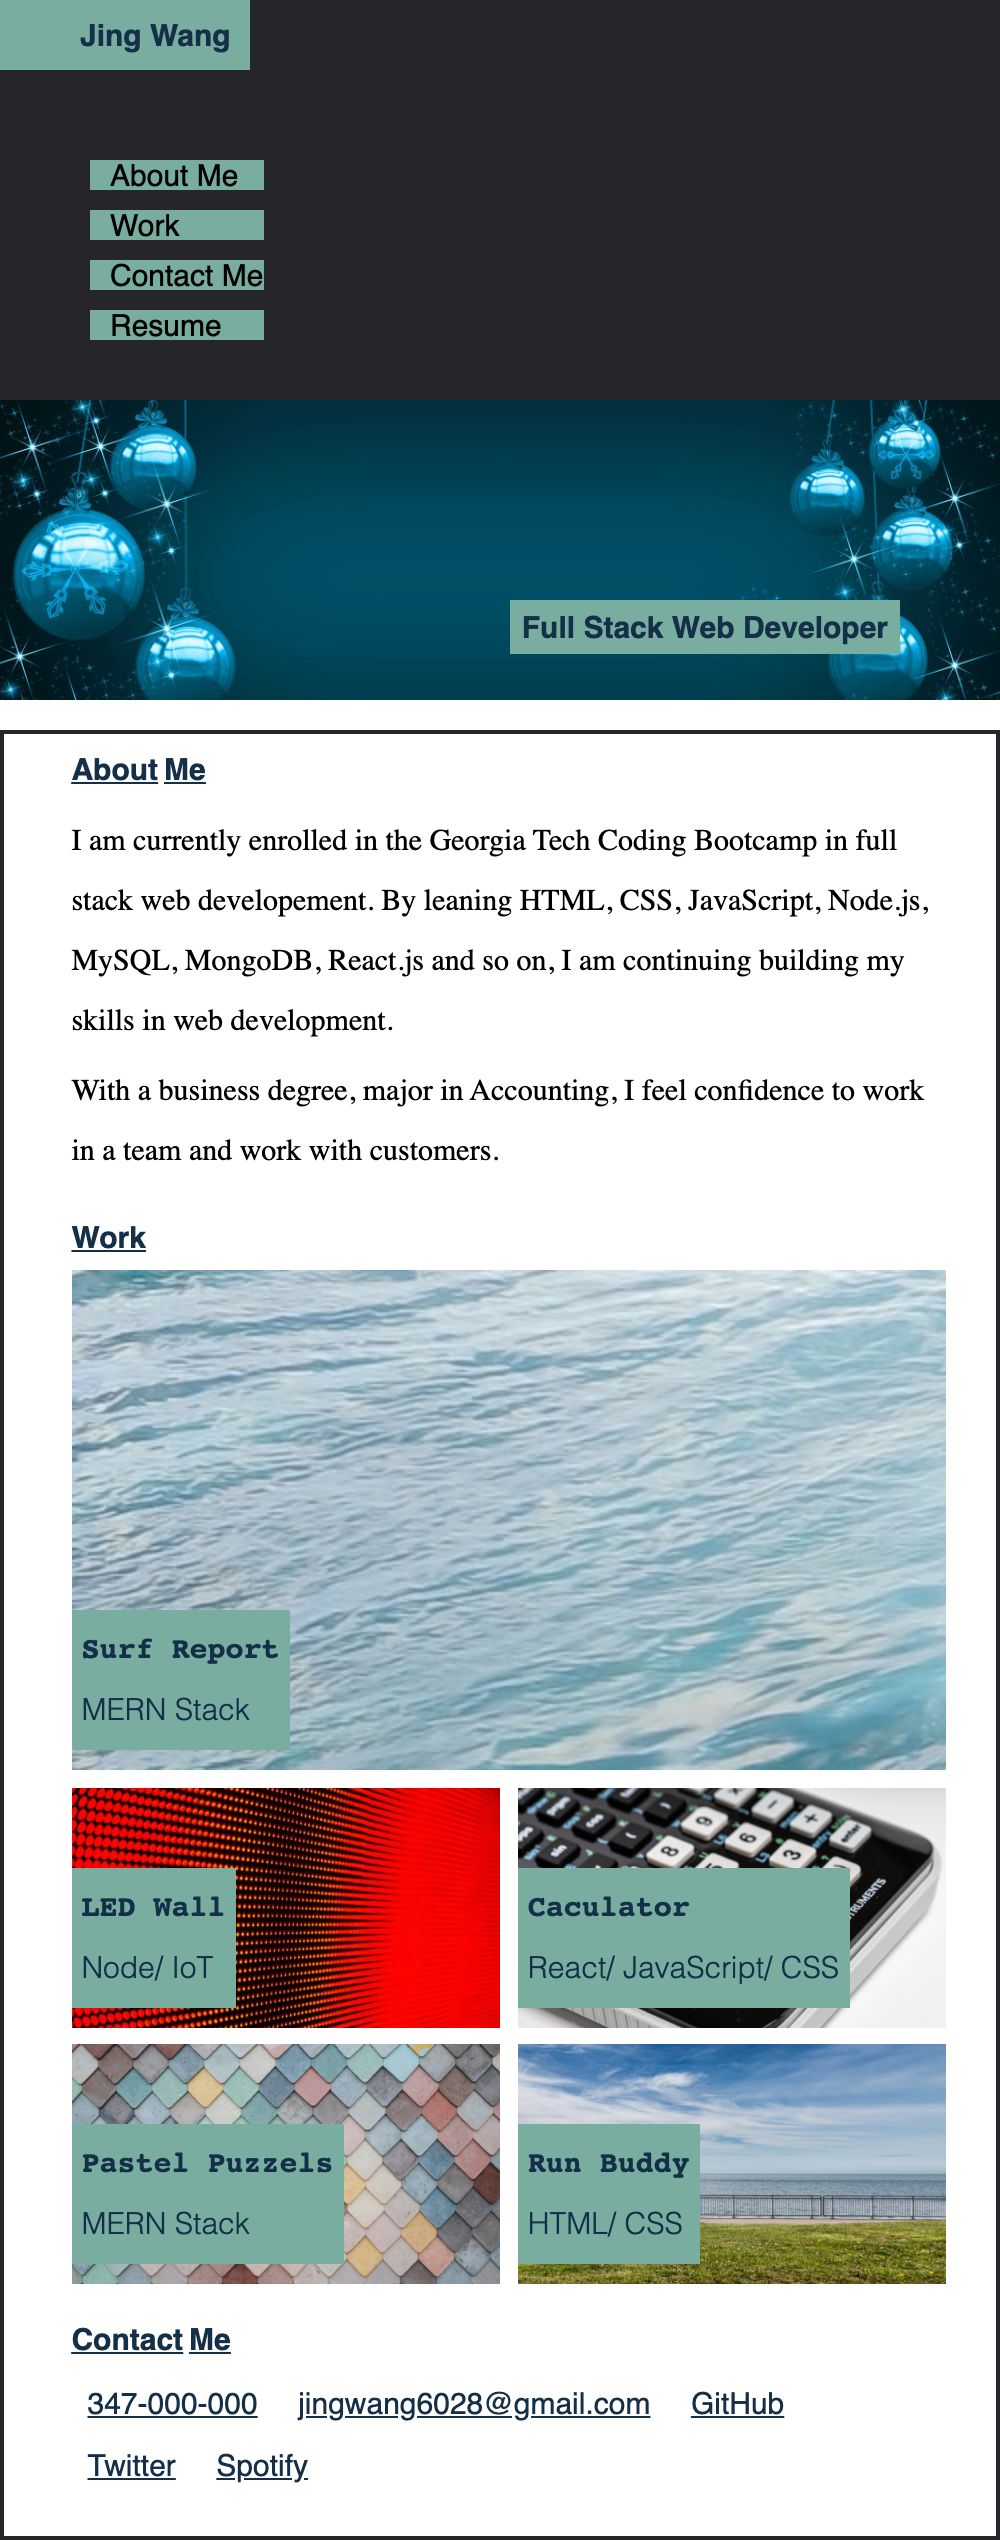 Jing Wang
About Me
Work
Contact Me
Resume
Full Stack Web Developer
About Me
I am currently enrolled in the Georgia Tech Coding Bootcamp in full
stack web developement. By leaning HTML, CSS, JavaScript, Node.js,
MySQL, MongoDB, React.js and so on, I am continuing building my
skills in web development.
With a business degree, major in Accounting, I feel confidence to work
in a team and work with customers.
Work
Surf Report
MERN Stack
LED Wall
Node/ IoT
Caculator
React/ JavaScript/ CSS
Pastel Puzzels
MERN Stack
Run Buddy
HTML/ CSS
Contact Me
347-000-000 jingwang6028@gmail.com GitHub
Twitter Spotify